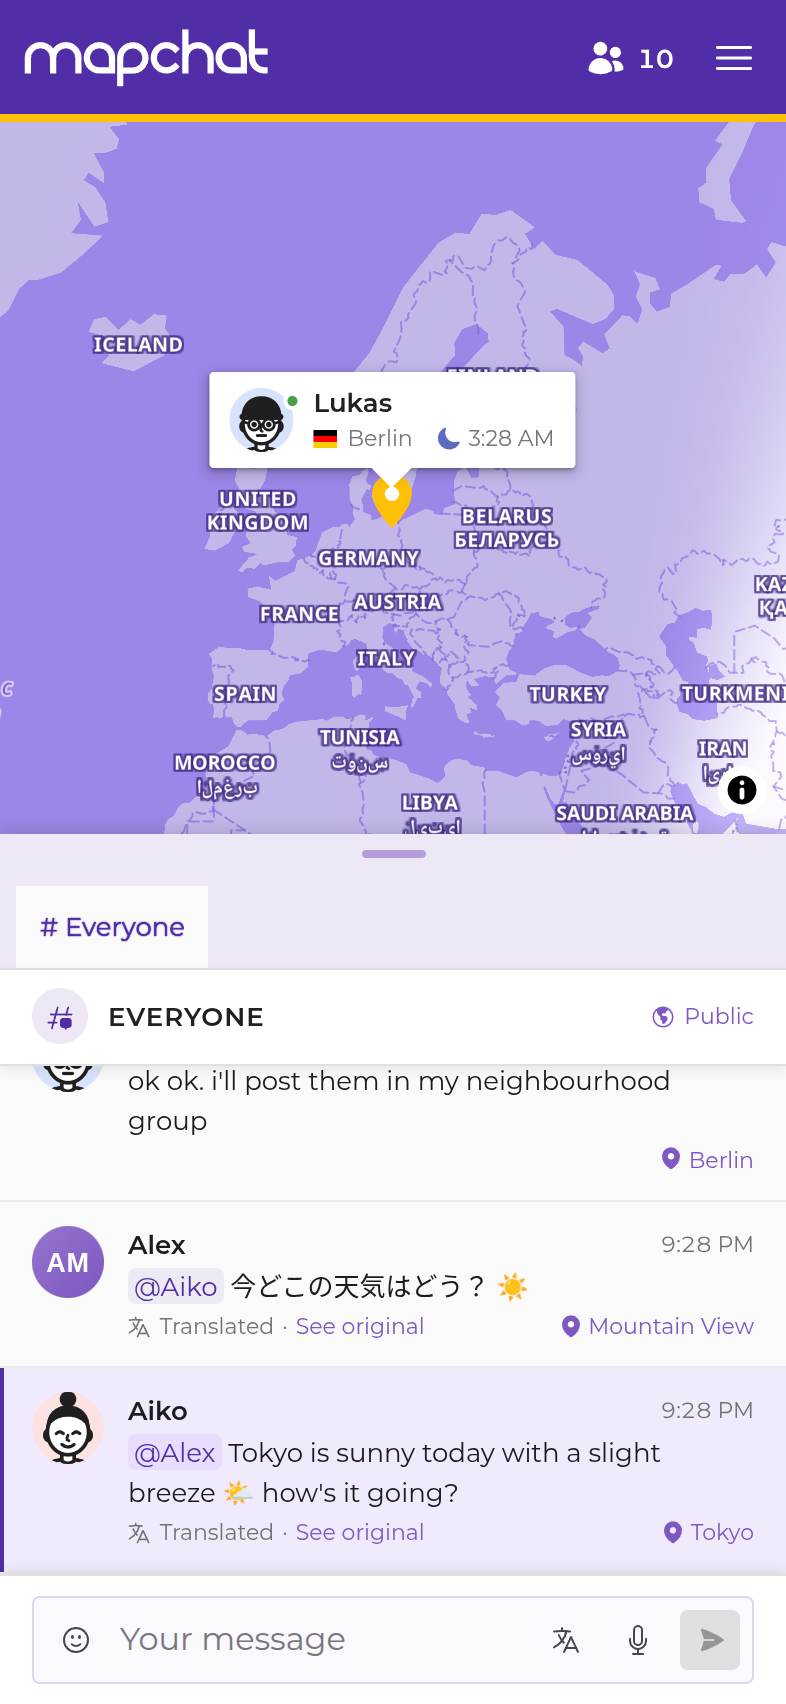 mapchat
10
ICELAND
Lukas
Berlin 3:28 AM
UNITED
KINGDOM
BELARUS
БЕЛАРУСЬ
GERMANY
AUSTRIA
FRANCE
ITALY
SPAIN
TURKEY
TURKMENI
TUNISIA
سنوت
SYRIA
ايروس
IRAN
MOROCCO
برغملا
LIBYA
ايبيل
SAUDI ARABIA
# Everyone
EVERYONE
Public
ok ok. i'll post them in my neighbourhood
group
Berlin
AM
Alex 9:28 PM
@Aiko 今どこの天気はどう？ ☀️
Translated · See original Mountain View
Aiko 9:28 PM
@Alex Tokyo is sunny today with a slight
breeze 🌤️ how's it going?
Translated · See original Tokyo
Your message